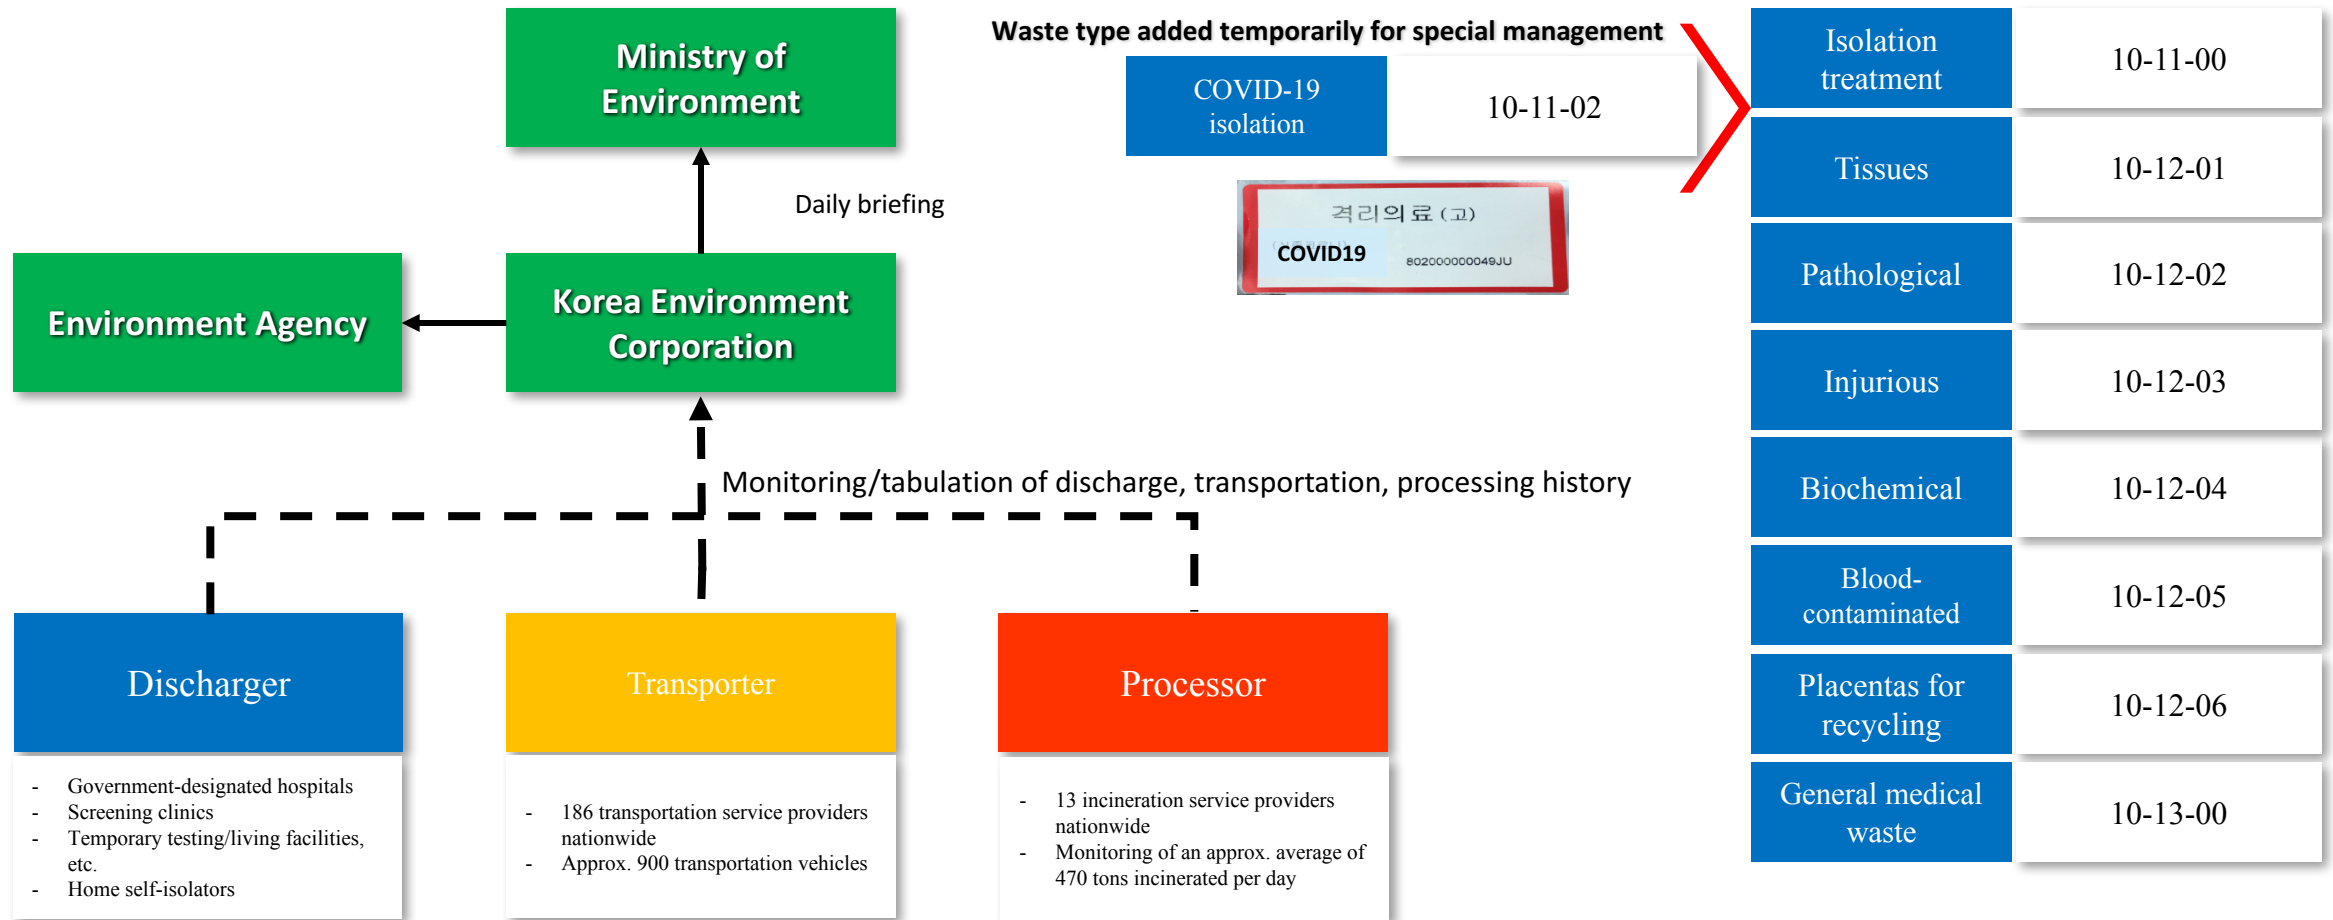 Ministry of
Environment
Daily briefing
Environment Agency
Korea Environment
Corporation
Monitoring/tabulation of discharge, transportation, processing history
Discharger
- Government-designated hospitals
- Screening clinics
- Temporary testing/living facilities,
etc.
- Home self-isolators
Transporter
- 186 transportation service providers
nationwide
- Approx. 900 transportation vehicles
Processor
- 13 incineration service providers
nationwide
- Monitoring of an approx. average of
470 tons incinerated per day
Waste type added temporarily for special management
COVID-19
isolation
10-11-02
격리의료(고)
COVID19
802000000049JU
Isolation
treatment
10-11-00
Tissues
10-12-01
Pathological
10-12-02
Injurious
10-12-03
Biochemical
10-12-04
Blood-
contaminated
10-12-05
Placentas for
recycling
10-12-06
General medical
waste
10-13-00